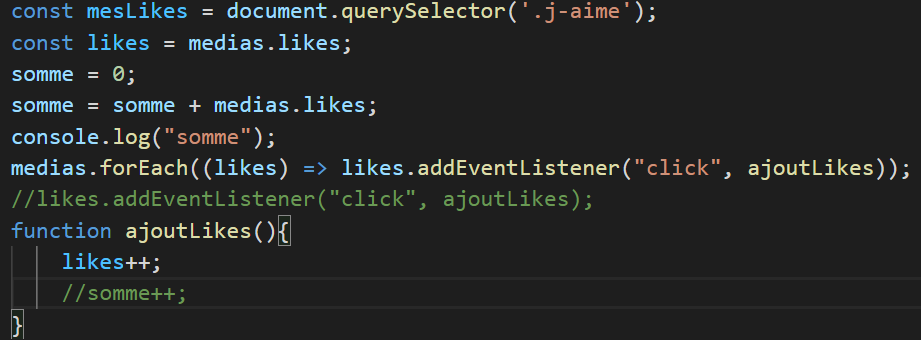 const mesLikes = document.querySelector('.j-aime');
const likes = medias.likes;
somme = 0;
somme = somme + medias.likes;
console.log("somme");
medias.forEach((likes) => likes.addEventListener("click", ajoutLikes));
//likes.addEventListener("click", ajoutLikes);
function ajoutLikes(){
    likes++;
    //somme++;
}